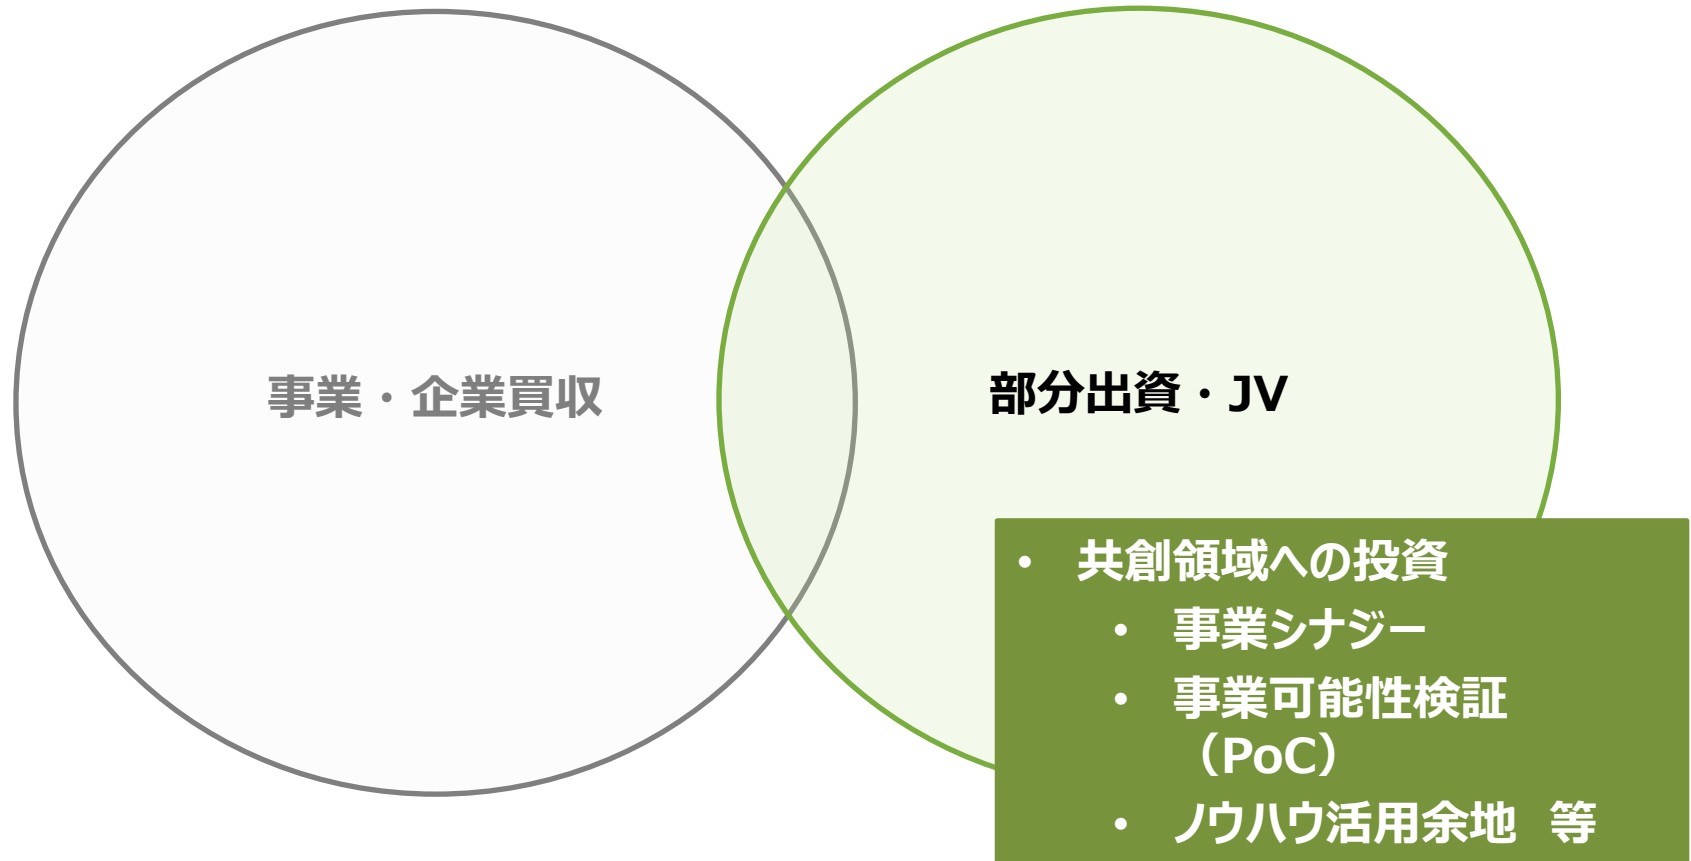 事業・企業買収
部分出資・JV
• 共創領域への投資
• 事業シナジー
• 事業可能性検証
（PoC）
• ノウハウ活用余地　等